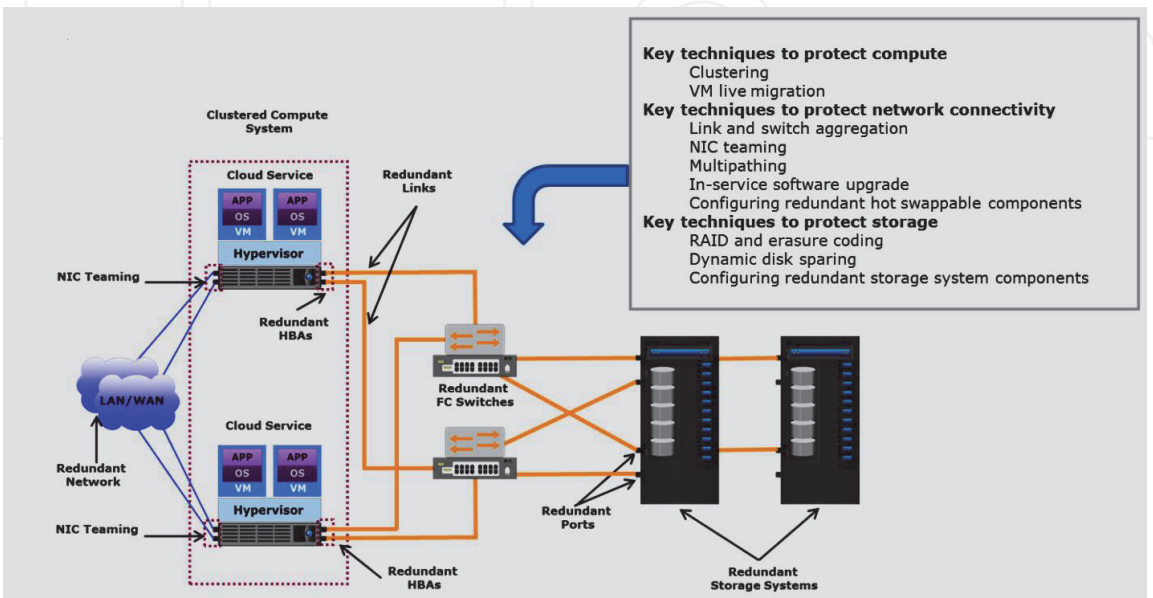 Key techniques to protect compute
Clustering
VM live migration
Key techniques to protect network connectivity
Link and switch aggregation
NIC teaming
Multipathing
In-service software upgrade
Configuring redundant hot swappable components
Key techniques to protect storage
RAID and erasure coding
Dynamic disk sparing
Configuring redundant storage system components
Clustered Compute
System
Cloud Service
APP
APP
OS
OS
VM
VM
Hypervisor
NIC Teaming
Redundant
Links
Redundant
HBAs
Redundant
FC Switches
LAN/WAN
Redundant
Network
Cloud Service
APP
APP
OS
OS
VM
VM
Hypervisor
NIC Teaming
Redundant
HBAs
Redundant
Ports
Redundant
Storage Systems